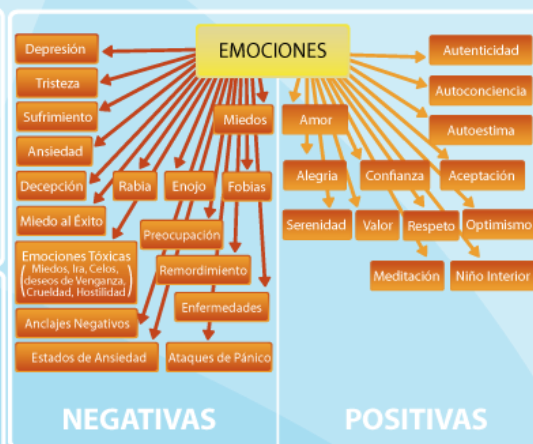 EMOCIONES
Depresión
Tristeza
Sufrimiento
Ansiedad
Decepción
Miedo al Éxito
Emociones Tóxicas
(Miedos, Ira, Celos,
deseos de Venganza,
Crueldad, Hostilidad)
Anclajes Negativos
Estados de Ansiedad
Miedos
Rabia
Enojo
Fobias
Preocupación
Remordimiento
Enfermedades
Ataques de Pánico
NEGATIVAS
Autenticidad
Autoconciencia
Autoestima
Amor
Alegria
Confianza
Aceptación
Serenidad
Valor
Respeto
Optimismo
Meditación
Niño Interior
POSITIVAS